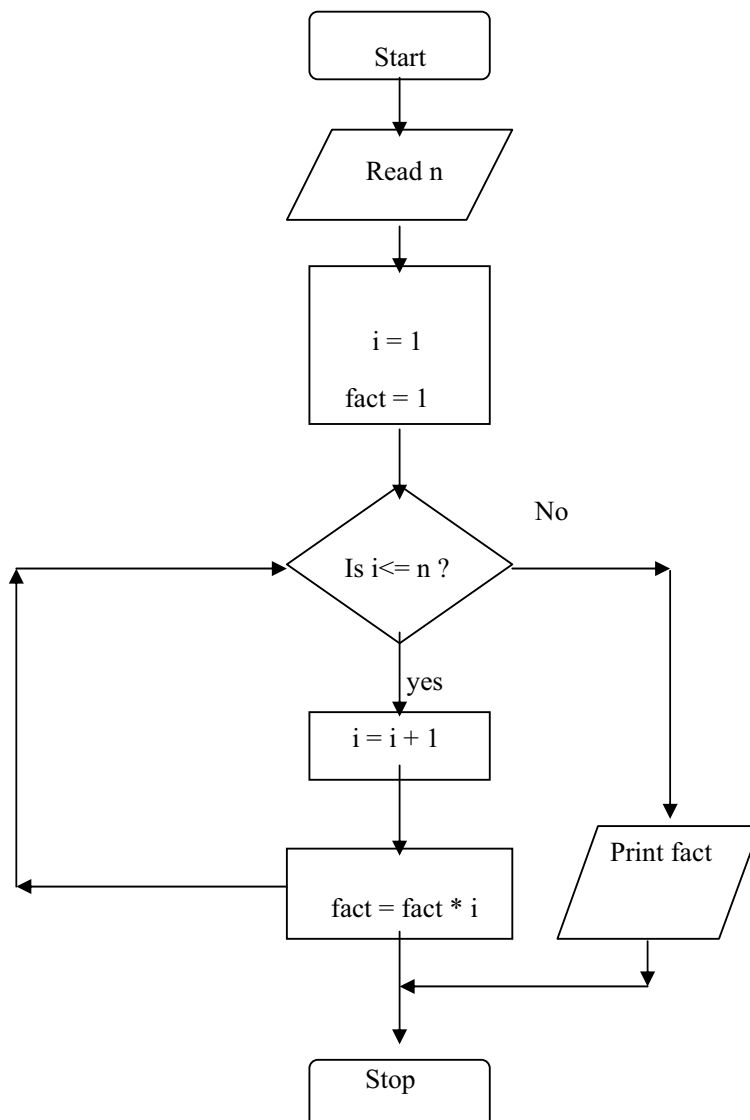 Start
Read n
i = 1
fact = 1
No
Is i<= n ?
yes
i = i + 1
Print fact
fact = fact * i
Stop